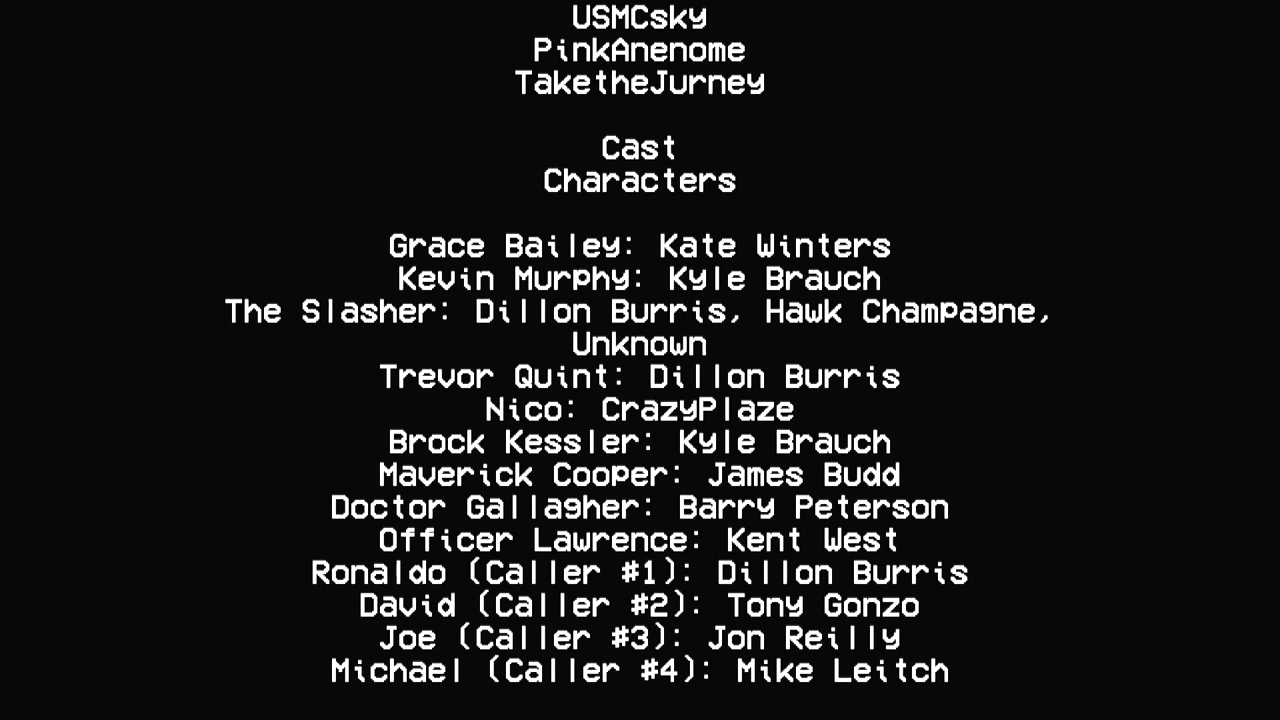 USMCsky
PinkAnenome
TaketheJurney
Cast
Characters
Grace Bailey: Kate Winters
Kevin Murphy: Kyle Brauch
The Slasher: Dillon Burris, Hawk Champagne,
Unknown
Trevor Quint: Dillon Burris
Nico: CrazyPlaze
Brock Kessler: Kyle Brauch
Maverick Cooper: James Budd
Doctor Gallagher: Barry Peterson
Officer Lawrence: Kent West
Ronaldo (Caller #1): Dillon Burris
David (Caller #2): Tony Gonzo
Joe (Caller #3): Jon Reilly
Michael (Caller #4): Mike Leitch